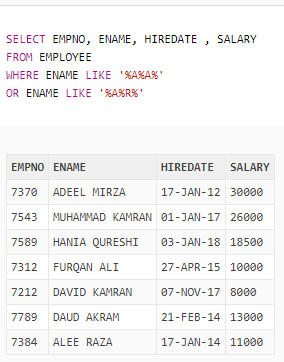 SELECT EMPNO, ENAME, HIREDATE , SALARY
FROM EMPLOYEE
WHERE ENAME LIKE '%A%A%'
OR ENAME LIKE '%A%R%'
EMPNO ENAME HIREDATE SALARY
7370 ADEEL MIRZA 17-JAN-12 30000
7543 MUHAMMAD KAMRAN 01-JAN-17 26000
7589 HANIA QURESHI 03-JAN-18 18500
7312 FURQAN ALI 27-APR-15 10000
7212 DAVID KAMRAN 07-NOV-17 8000
7789 DAUD AKRAM 21-FEB-14 13000
7384 ALEE RAZA 17-JAN-14 11000